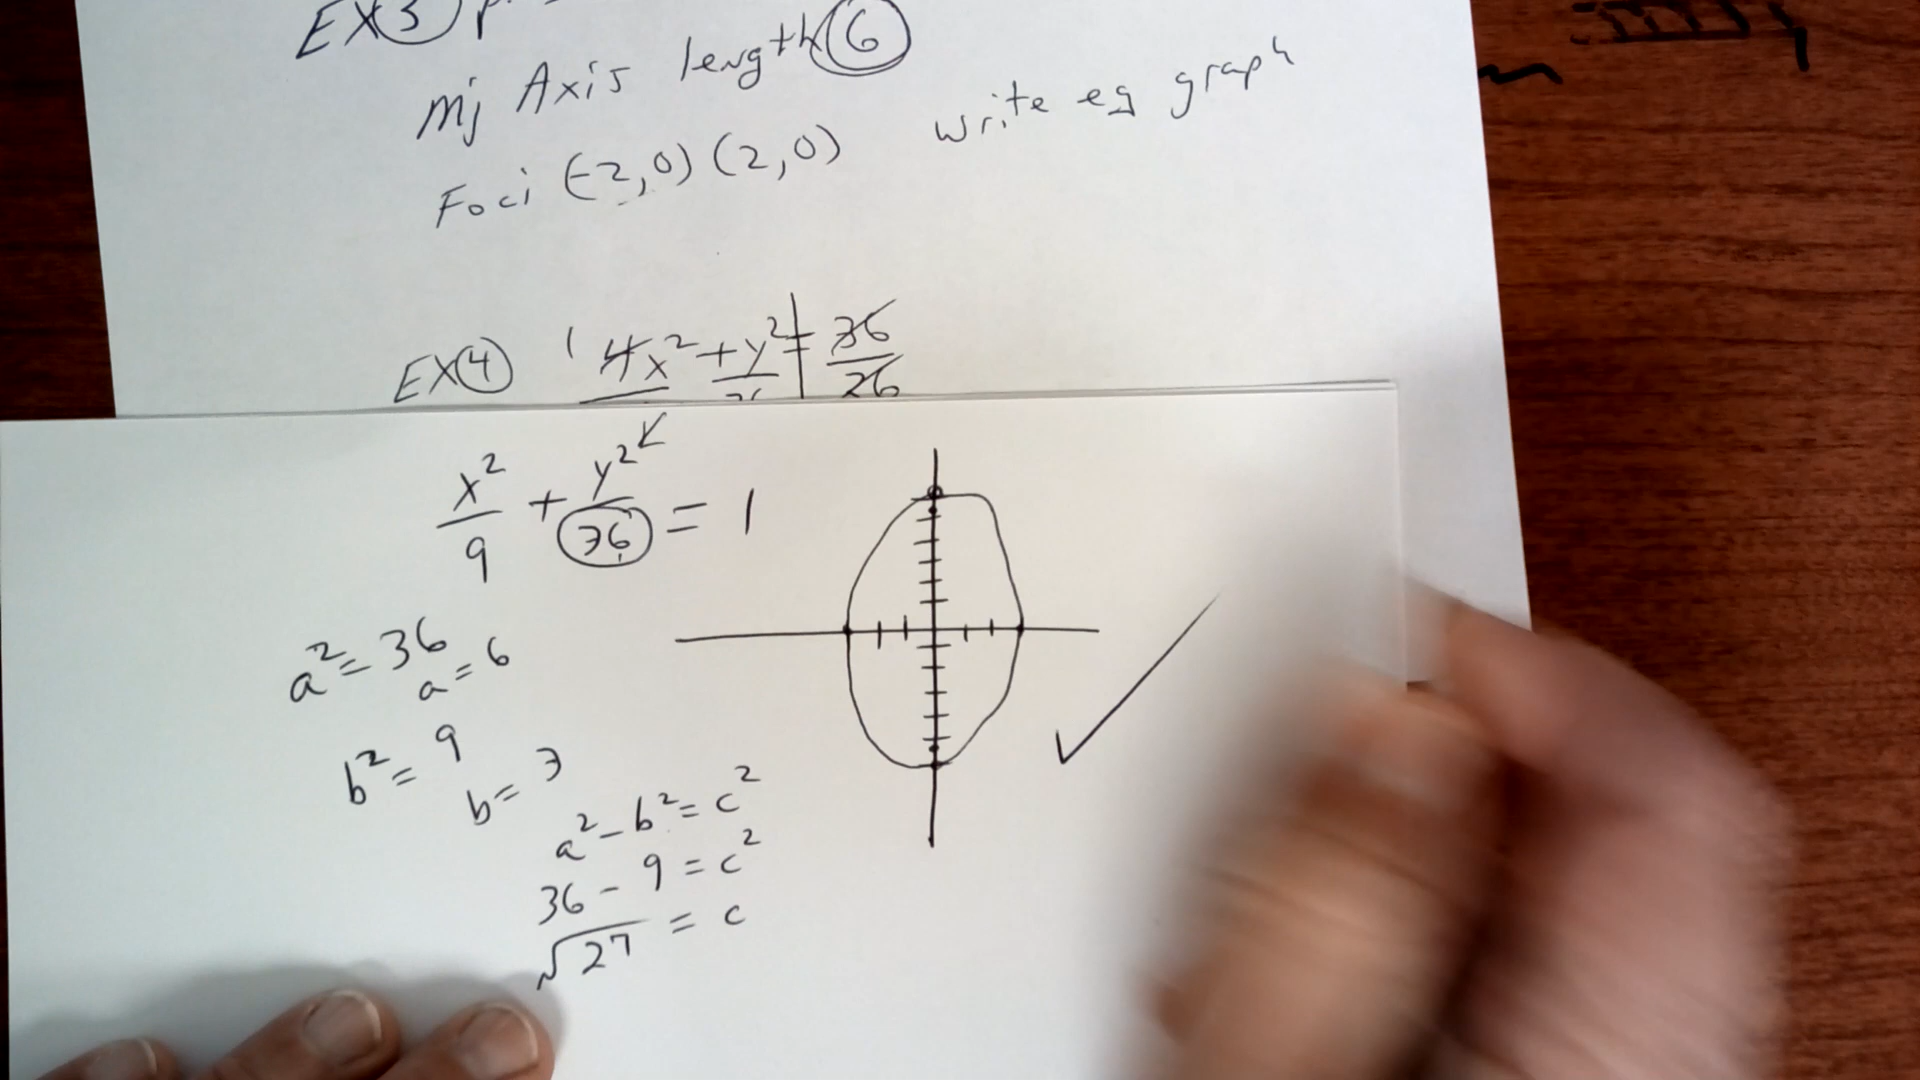 EX③
Mj Axis length ⑥
Foci (-2,0) (2,0) write eq graph
EX④ 4x² + y² = 36/36
x²/9 + y²/36 = 1
a² = 36
a = 6
b² = 9
b = 3
a² - b² = c²
36 - 9 = c²
√27 = c